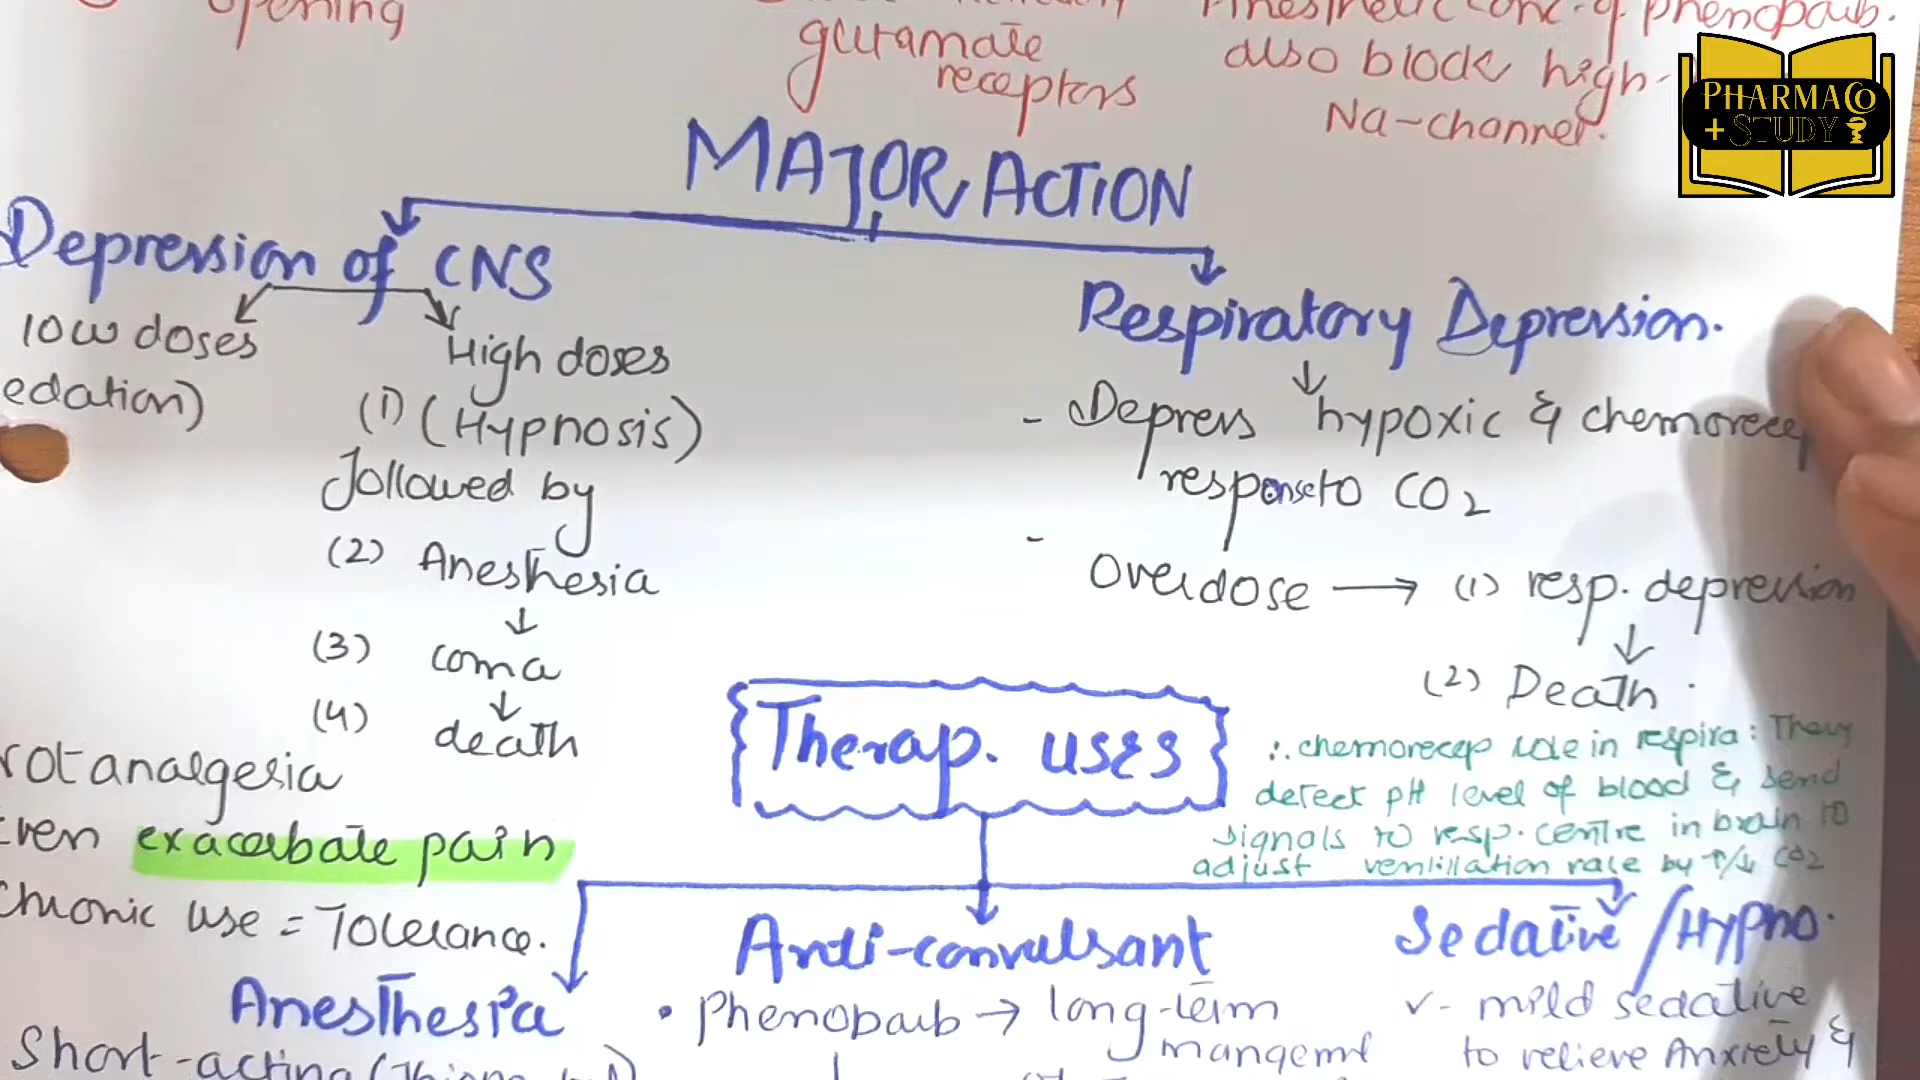 opening
glutamate
receptors
Anesthetic conc. of phenobarb.
also block high-
Na-channel.
PHARMACO
+ STUDY
MAJOR ACTION
Depression of CNS
low doses
edation)
High doses
(1) (Hypnosis)
followed by
(2) Anesthesia
↓
(3) coma
↓
(4) death
analgesia
exacerbate pain
chronic use = Tolerance.
Respiratory Depression.
↓
- Depress hypoxic & chemorecep
response to CO2
-
Overdose → (1) resp. depression
↓
(2) Death.
∴ chemorecep role in respira: They
detect pH level of blood & send
signals to resp. centre in brain to
adjust ventillation rate by ↑/↓ CO2
Therap. uses
Anesthesia
Short-acting
Anti-convulsant
• Phenobarb → long-term
mangemt
Sedative/Hypno.
✓- mild sedative
to relieve Anxiety &